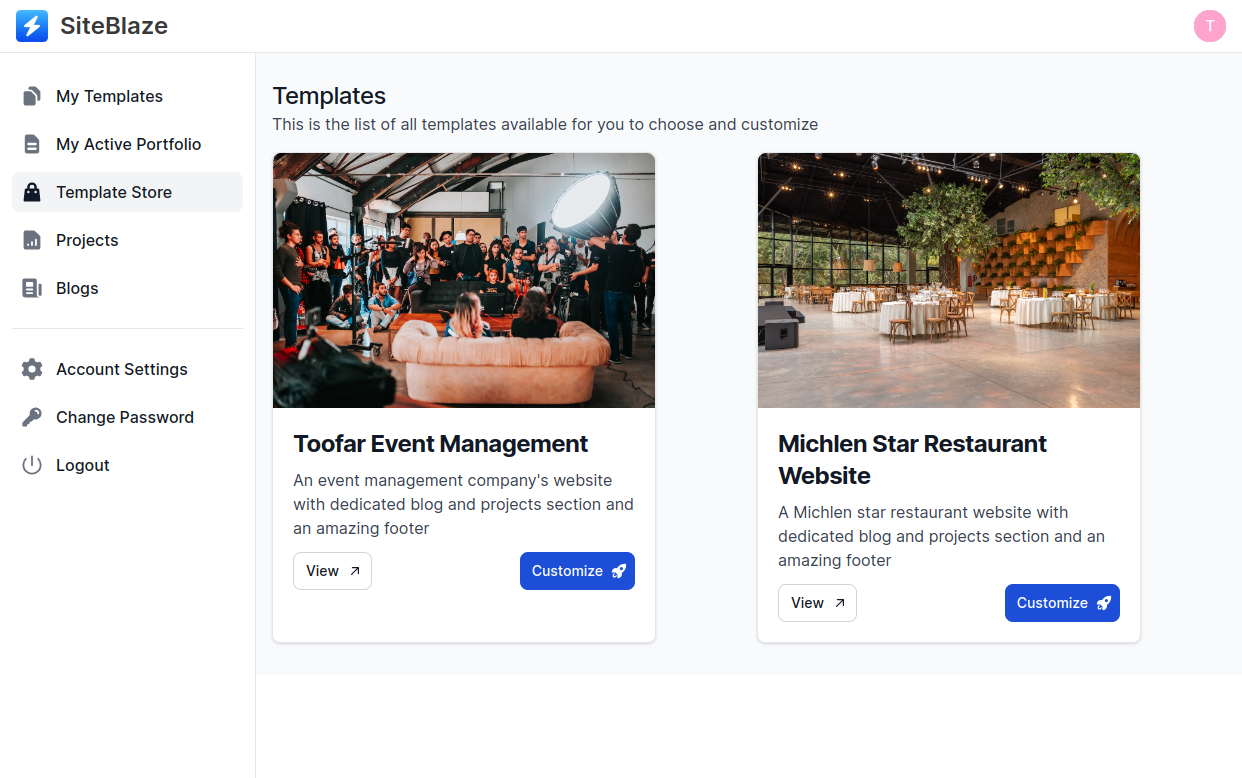 SiteBlaze
T
My Templates
My Active Portfolio
Template Store
Projects
Blogs
Account Settings
Change Password
Logout
Templates
This is the list of all templates available for you to choose and customize
Toofar Event Management
An event management company's website
with dedicated blog and projects section and
an amazing footer
View
Customize
Michlen Star Restaurant
Website
A Michlen star restaurant website with
dedicated blog and projects section and an
amazing footer
View
Customize